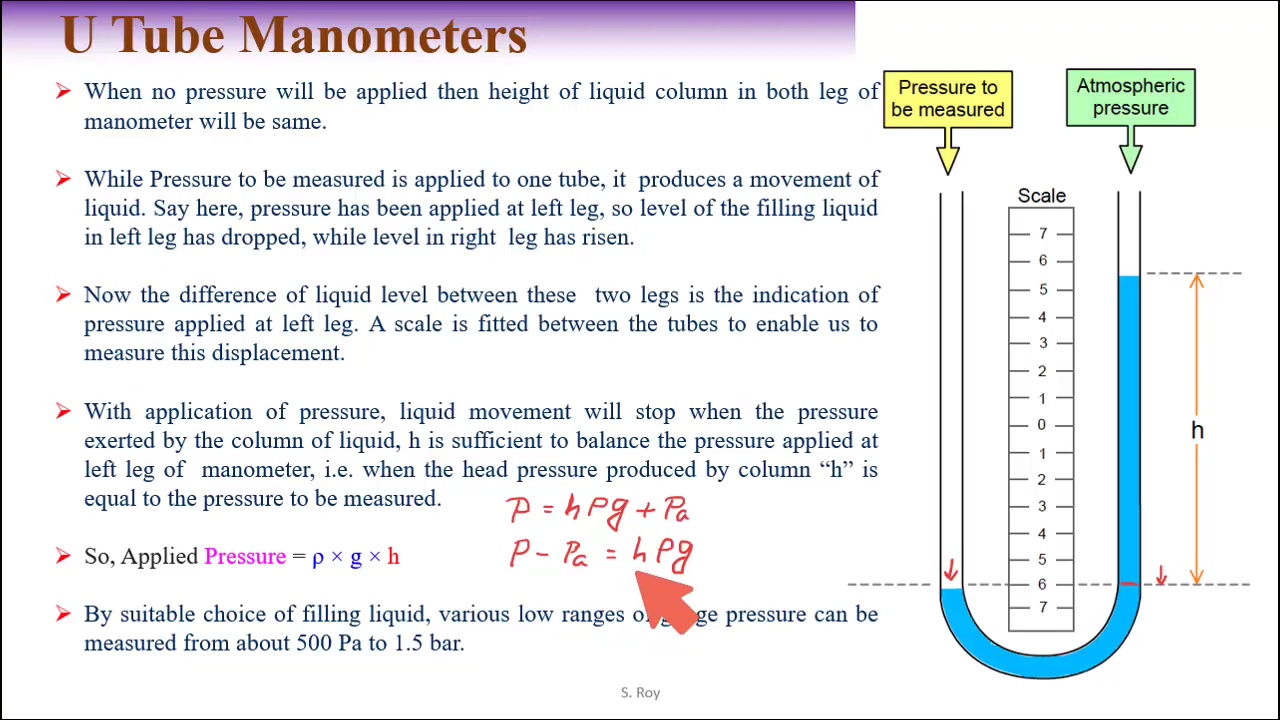 U Tube Manometers
➢ When no pressure will be applied then height of liquid column in both leg of
manometer will be same.
➢ While Pressure to be measured is applied to one tube, it produces a movement of
liquid. Say here, pressure has been applied at left leg, so level of the filling liquid
in left leg has dropped, while level in right leg has risen.
➢ Now the difference of liquid level between these two legs is the indication of
pressure applied at left leg. A scale is fitted between the tubes to enable us to
measure this displacement.
➢ With application of pressure, liquid movement will stop when the pressure
exerted by the column of liquid, h is sufficient to balance the pressure applied at
left leg of manometer, i.e. when the head pressure produced by column “h” is
equal to the pressure to be measured.
P = hρg + Pa
➢ So, Applied Pressure = ρ × g × h
P - Pa = hρg
➢ By suitable choice of filling liquid, various low ranges pressure can be
measured from about 500 Pa to 1.5 bar.
Pressure to
be measured
Atmospheric
pressure
Scale
7
6
5
4
3
2
1
0
1
2
3
4
5
6
7
h
S. Roy